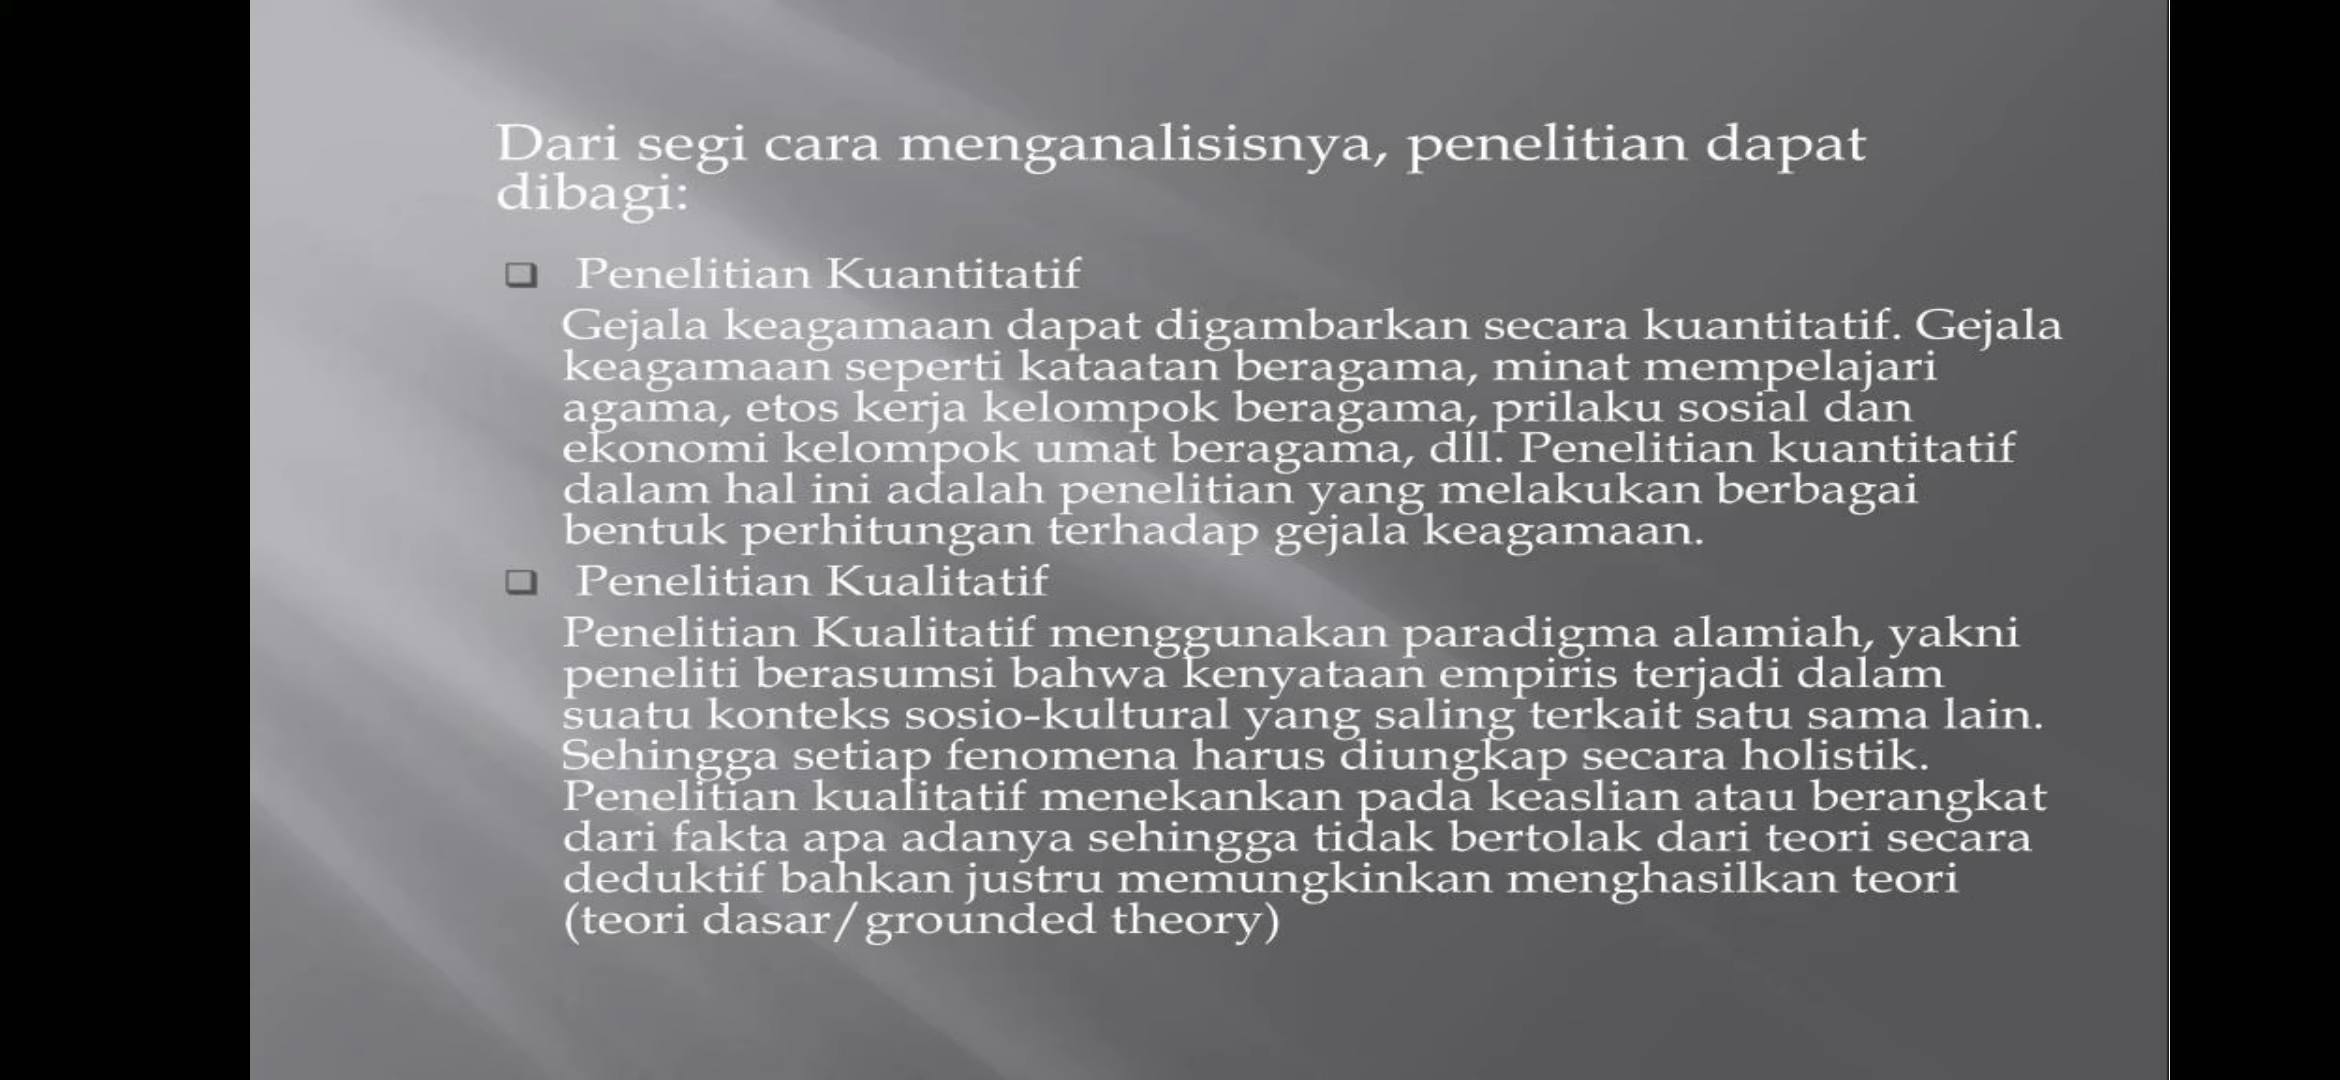 Dari segi cara menganalisisnya, penelitian dapat
dibagi:
❑ Penelitian Kuantitatif
Gejala keagamaan dapat digambarkan secara kuantitatif. Gejala
keagamaan seperti kataatan beragama, minat mempelajari
agama, etos kerja kelompok beragama, prilaku sosial dan
ekonomi kelompok umat beragama, dll. Penelitian kuantitatif
dalam hal ini adalah penelitian yang melakukan berbagai
bentuk perhitungan terhadap gejala keagamaan.
❑ Penelitian Kualitatif
Penelitian Kualitatif menggunakan paradigma alamiah, yakni
peneliti berasumsi bahwa kenyataan empiris terjadi dalam
suatu konteks sosio-kultural yang saling terkait satu sama lain.
Sehingga setiap fenomena harus diungkap secara holistik.
Penelitian kualitatif menekankan pada keaslian atau berangkat
dari fakta apa adanya sehingga tidak bertolak dari teori secara
deduktif bahkan justru memungkinkan menghasilkan teori
(teori dasar/grounded theory)